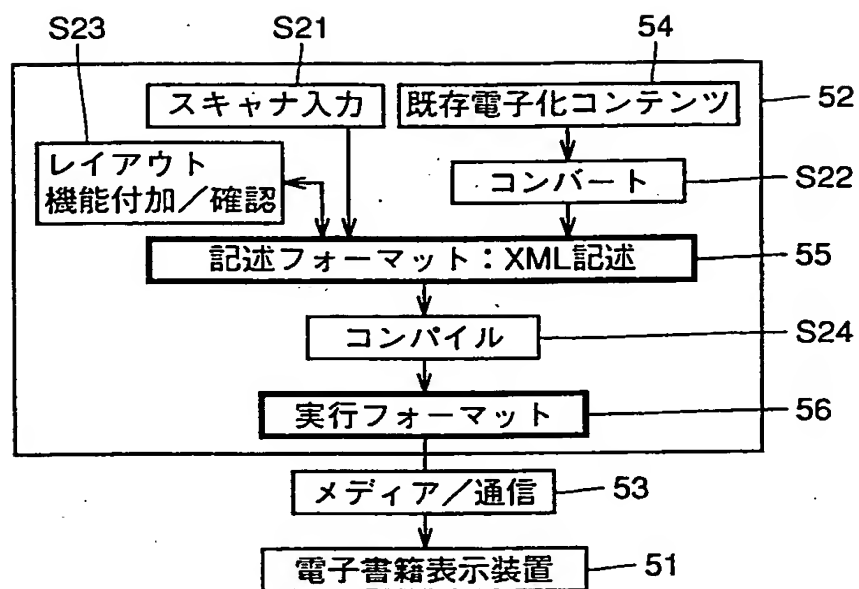 S23
S21
54
スキャナ入力
既存電子化コンテンツ
52
レイアウト
機能付加／確認
コンバート
S22
記述フォーマット：XML記述
55
コンパイル
S24
実行フォーマット
56
メディア／通信
53
電子書籍表示装置
51